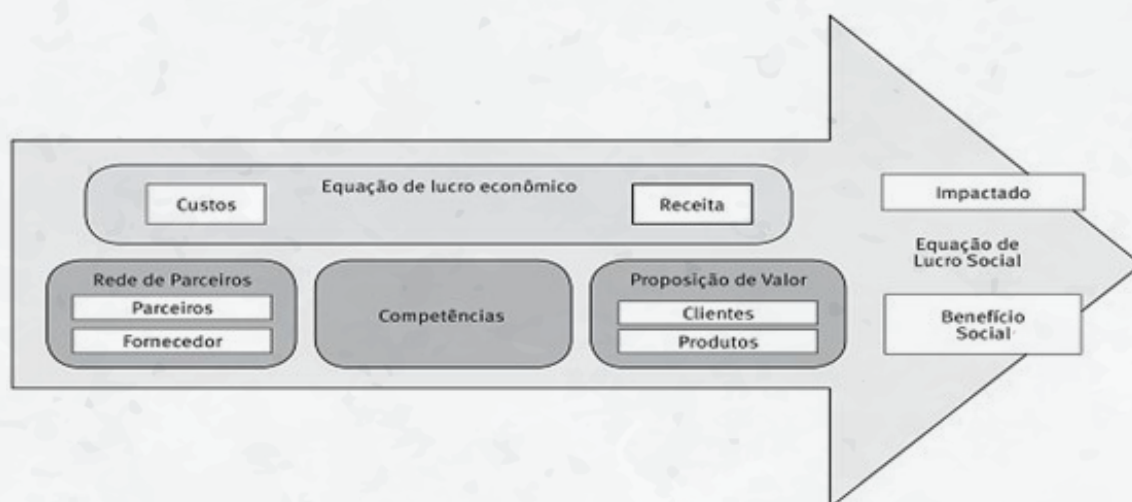 Equação de lucro econômico
Custos
Receita
Rede de Parceiros
Parceiros
Fornecedor
Competências
Proposição de Valor
Clientes
Produtos
Impactado
Equação de
Lucro Social
Benefício
Social